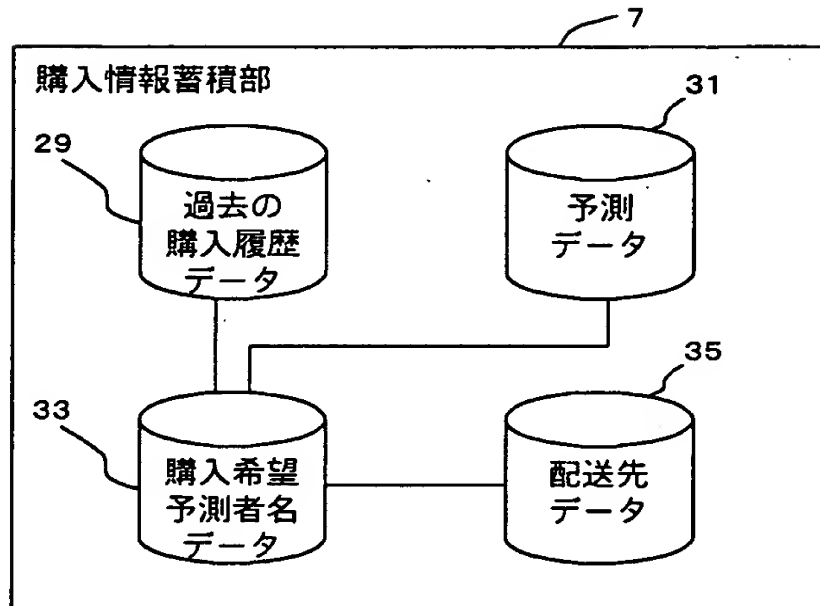 7
購入情報蓄積部
29
過去の
購入履歴
データ
31
予測
データ
33
購入希望
予測者名
データ
35
配送先
データ